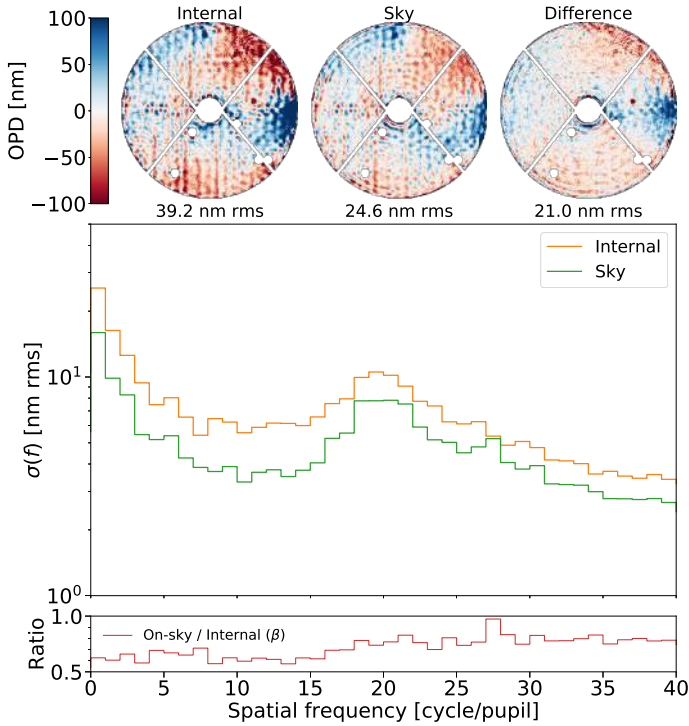 Internal
Sky
Difference
100
50
0
−50
−100
OPD [nm]
39.2 nm rms
24.6 nm rms
21.0 nm rms
Internal
Sky
10¹
10⁰
σ(f) [nm rms]
1.0
0.5
Ratio
On-sky / Internal (β)
0 5 10 15 20 25 30 35 40
Spatial frequency [cycle/pupil]